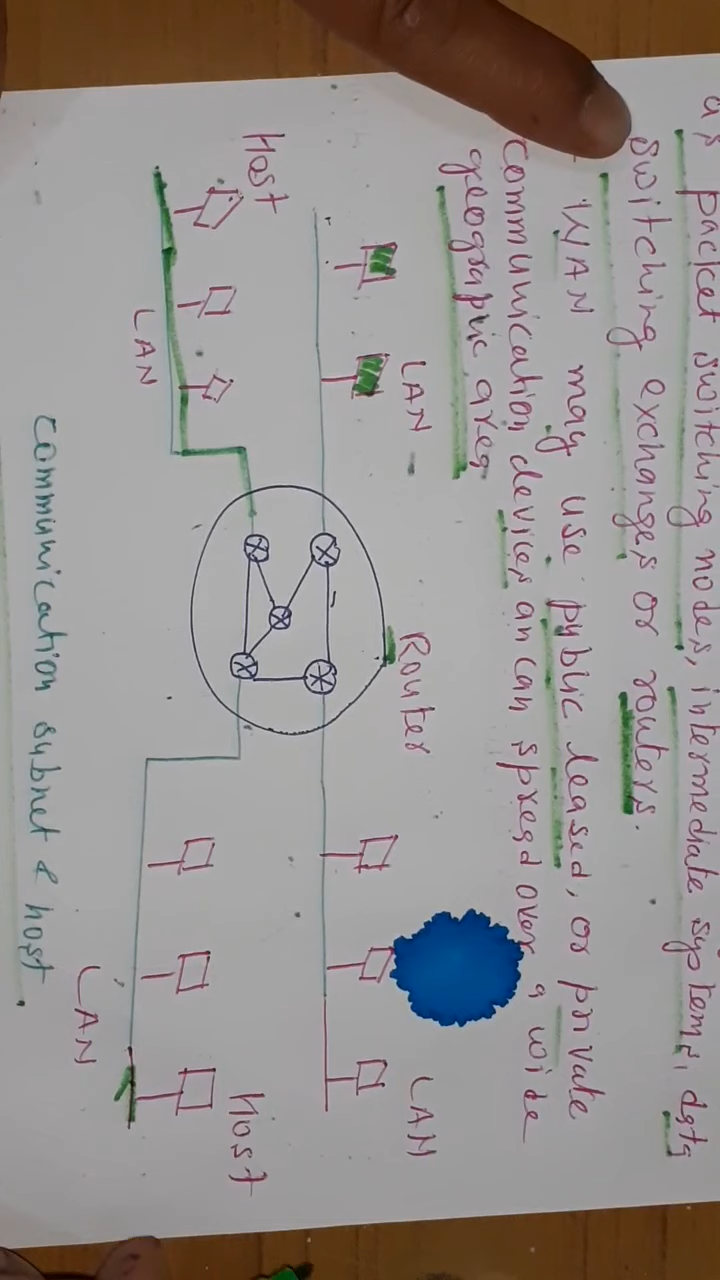 as packet switching nodes, intermediate systems, data
switching exchanges or routers.
WAN may use public leased, or private
communication devices an can spread over a wide
geographic area
LAN
Router
LAN
Host
LAN
Host
LAN
Communication subnet & host